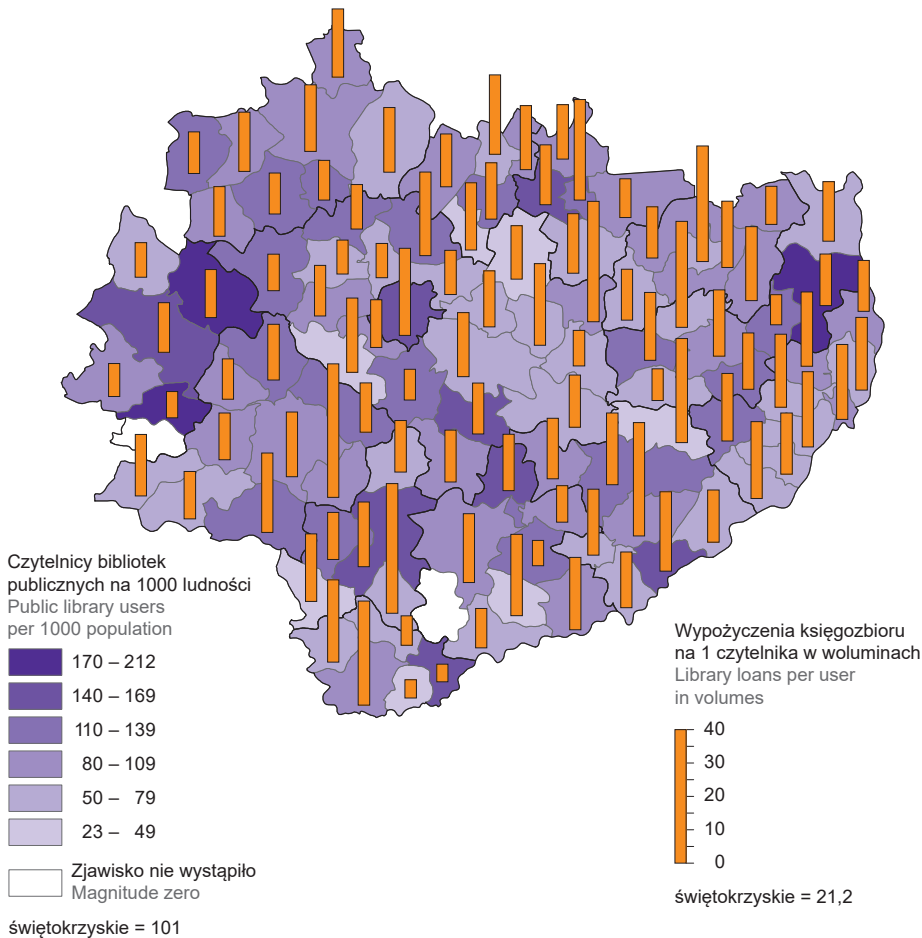 Czytelnicy bibliotek
publicznych na 1000 ludności
Public library users
per 1000 population
170 – 212
140 – 169
110 – 139
80 – 109
50 – 79
23 – 49
Zjawisko nie wystąpiło
Magnitude zero
świętokrzyskie = 101
Wypożyczenia księgozbioru
na 1 czytelnika w woluminach
Library loans per user
in volumes
40
30
20
10
0
świętokrzyskie = 21,2